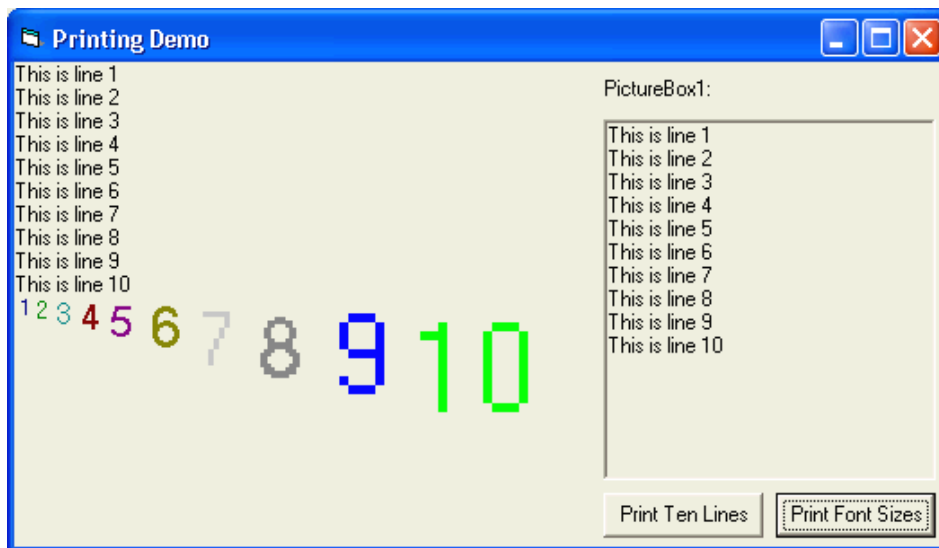 Printing Demo
This is line 1
This is line 2
This is line 3
This is line 4
This is line 5
This is line 6
This is line 7
This is line 8
This is line 9
This is line 10
1 2 3 4 5 6 7 8 9 10
PictureBox1:
This is line 1
This is line 2
This is line 3
This is line 4
This is line 5
This is line 6
This is line 7
This is line 8
This is line 9
This is line 10
Print Ten Lines
Print Font Sizes